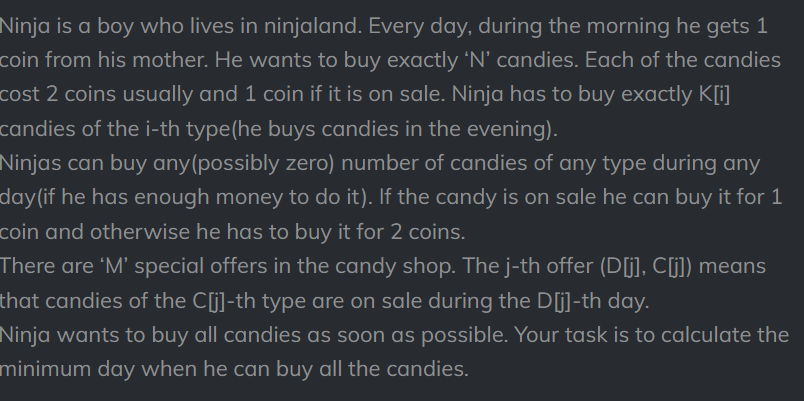 Ninja is a boy who lives in ninjaland. Every day, during the morning he gets 1
coin from his mother. He wants to buy exactly ‘N’ candies. Each of the candies
cost 2 coins usually and 1 coin if it is on sale. Ninja has to buy exactly K[i]
candies of the i-th type(he buys candies in the evening).
Ninjas can buy any(possibly zero) number of candies of any type during any
day(if he has enough money to do it). If the candy is on sale he can buy it for 1
coin and otherwise he has to buy it for 2 coins.
There are ‘M’ special offers in the candy shop. The j-th offer (D[j], C[j]) means
that candies of the C[j]-th type are on sale during the D[j]-th day.
Ninja wants to buy all candies as soon as possible. Your task is to calculate the
minimum day when he can buy all the candies.